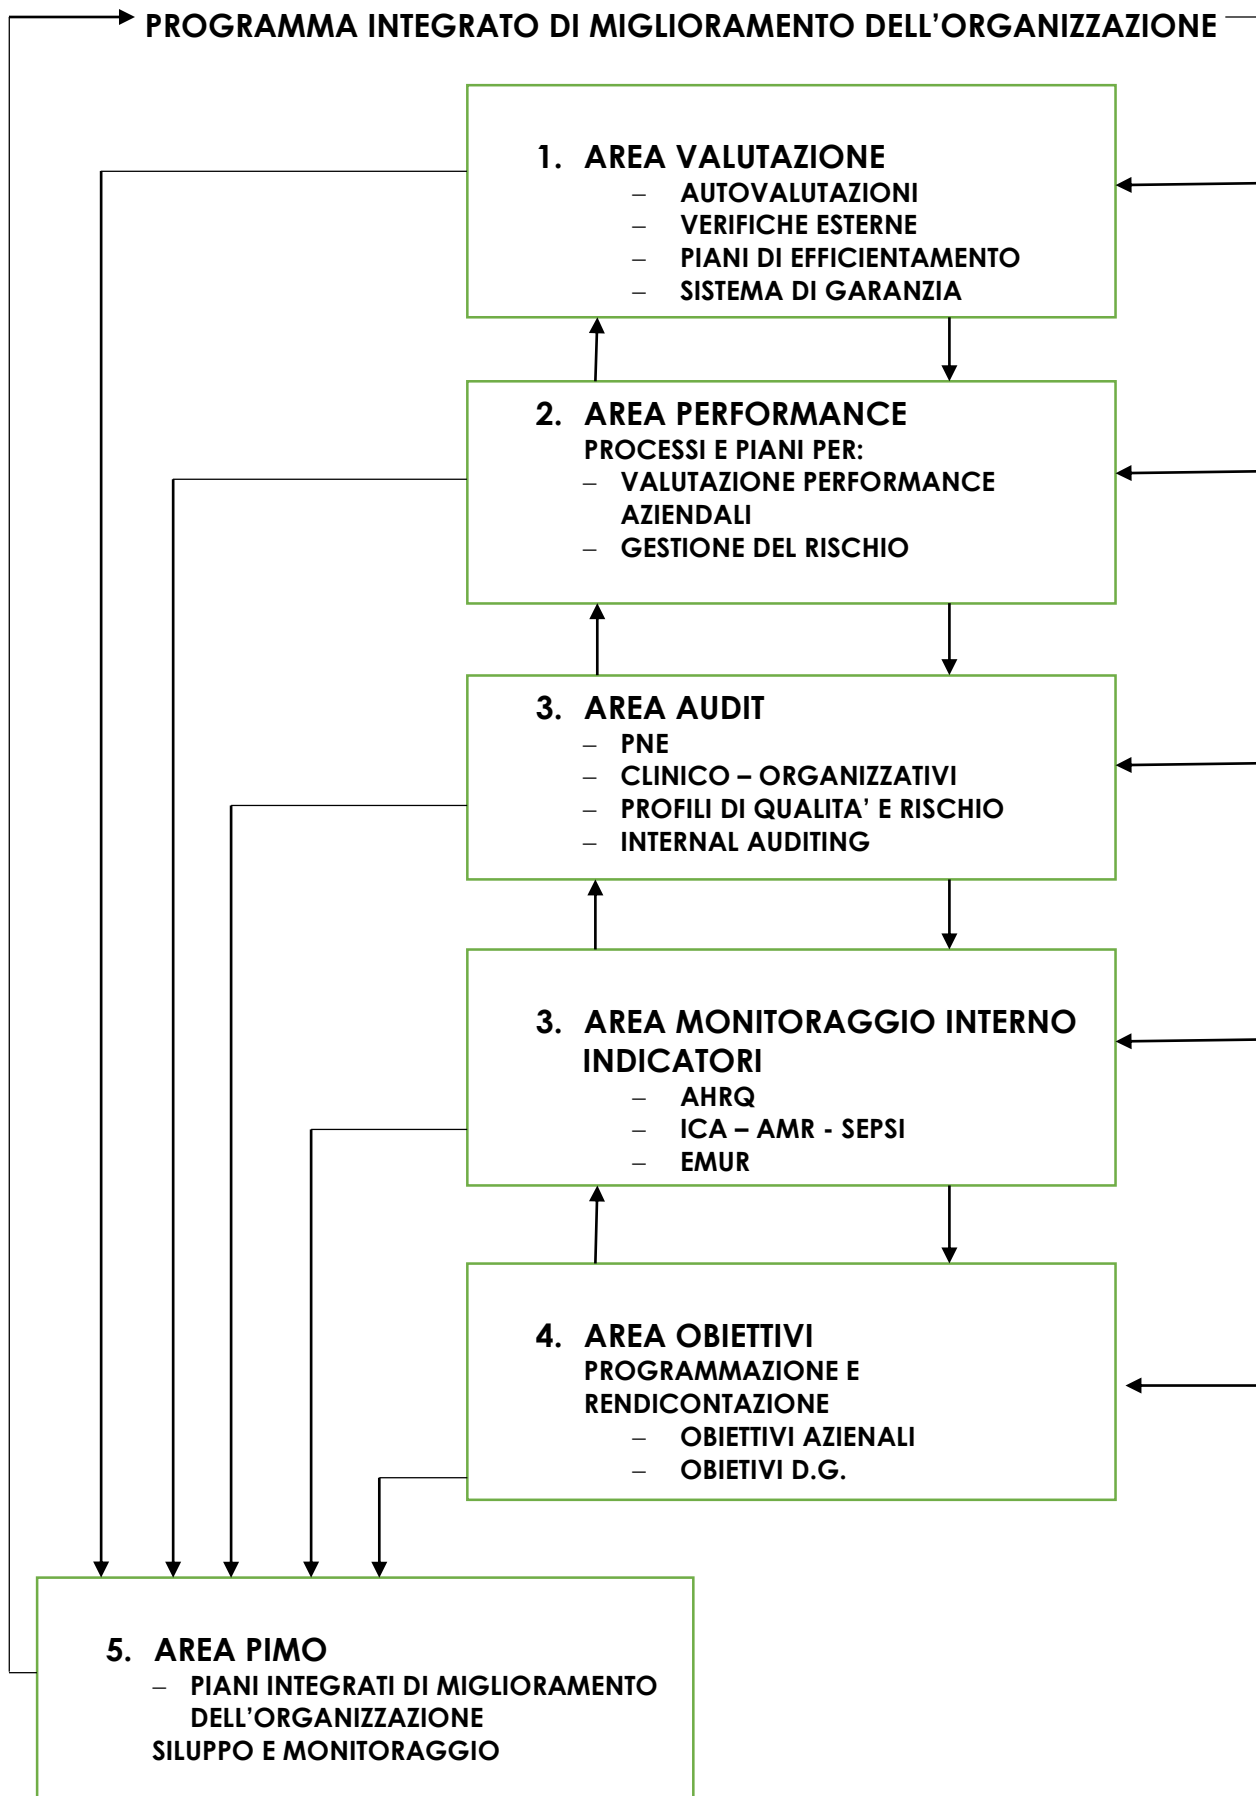 PROGRAMMA INTEGRATO DI MIGLIORAMENTO DELL’ORGANIZZAZIONE
1. AREA VALUTAZIONE
– AUTOVALUTAZIONI
– VERIFICHE ESTERNE
– PIANI DI EFFICIENTAMENTO
– SISTEMA DI GARANZIA
2. AREA PERFORMANCE
PROCESSI E PIANI PER:
– VALUTAZIONE PERFORMANCE
AZIENDALI
– GESTIONE DEL RISCHIO
3. AREA AUDIT
– PNE
– CLINICO – ORGANIZZATIVI
– PROFILI DI QUALITA’ E RISCHIO
– INTERNAL AUDITING
3. AREA MONITORAGGIO INTERNO
INDICATORI
– AHRQ
– ICA – AMR - SEPSI
– EMUR
4. AREA OBIETTIVI
PROGRAMMAZIONE E
RENDICONTAZIONE
– OBIETTIVI AZIENALI
– OBIETIVI D.G.
5. AREA PIMO
– PIANI INTEGRATI DI MIGLIORAMENTO
DELL’ORGANIZZAZIONE
SILUPPO E MONITORAGGIO